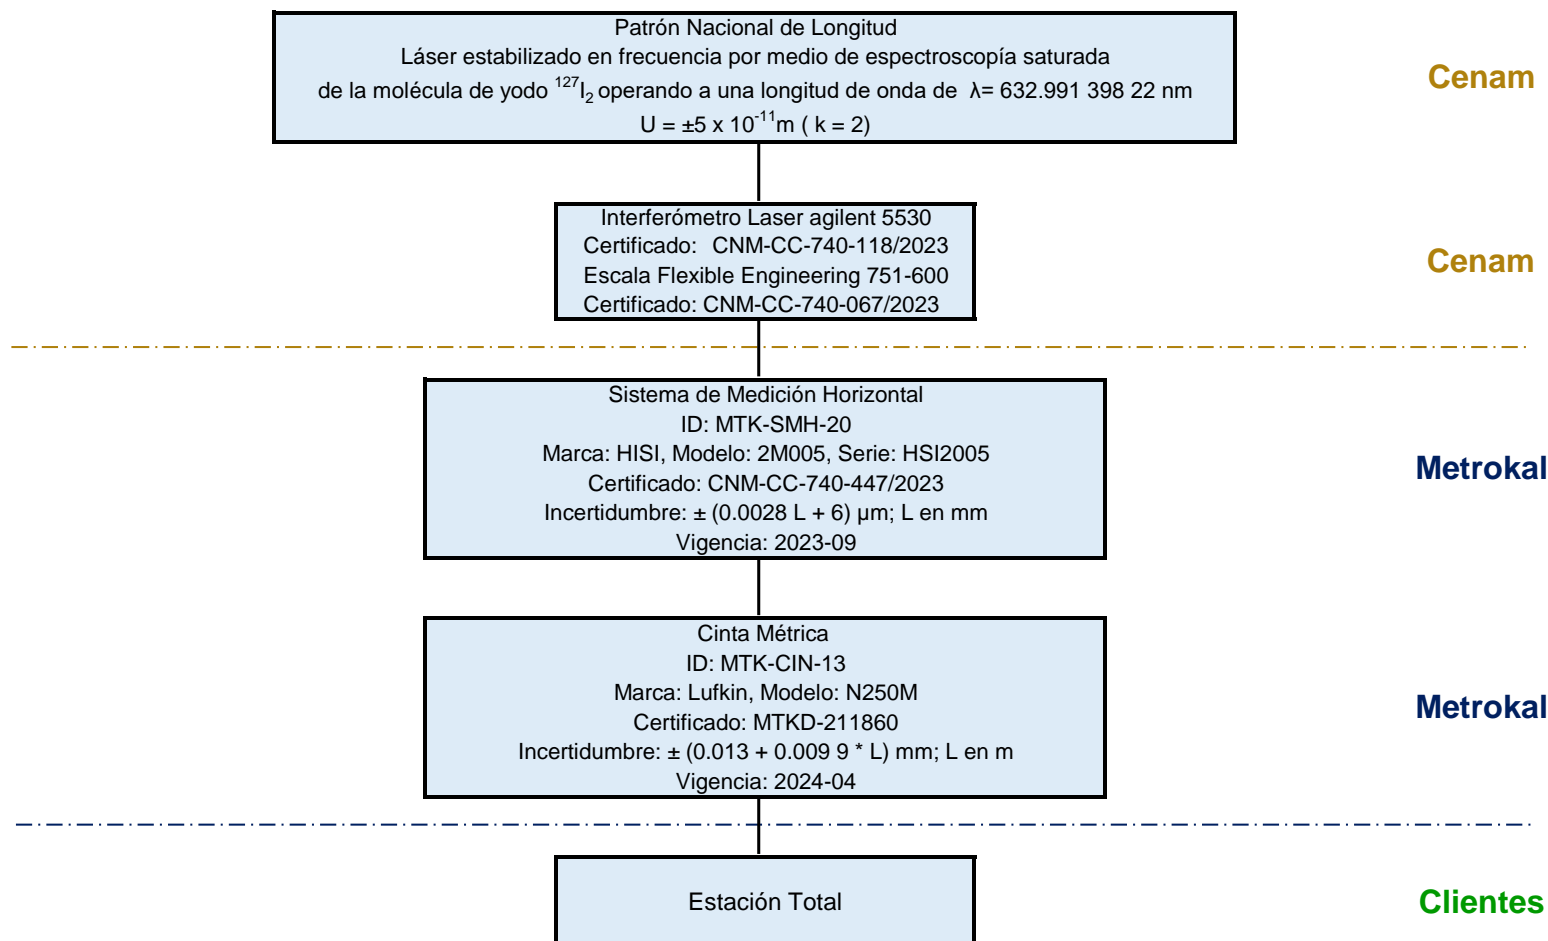 Patrón Nacional de Longitud
Láser estabilizado en frecuencia por medio de espectroscopía saturada
de la molécula de yodo ¹²⁷I₂ operando a una longitud de onda de λ= 632.991 398 22 nm
U = ±5 x 10⁻¹¹m ( k = 2)
Cenam
Interferómetro Laser agilent 5530
Certificado: CNM-CC-740-118/2023
Escala Flexible Engineering 751-600
Certificado: CNM-CC-740-067/2023
Cenam
Sistema de Medición Horizontal
ID: MTK-SMH-20
Marca: HISI, Modelo: 2M005, Serie: HSI2005
Certificado: CNM-CC-740-447/2023
Incertidumbre: ± (0.0028 L + 6) µm; L en mm
Vigencia: 2023-09
Metrokal
Cinta Métrica
ID: MTK-CIN-13
Marca: Lufkin, Modelo: N250M
Certificado: MTKD-211860
Incertidumbre: ± (0.013 + 0.009 9 * L) mm; L en m
Vigencia: 2024-04
Metrokal
Estación Total
Clientes